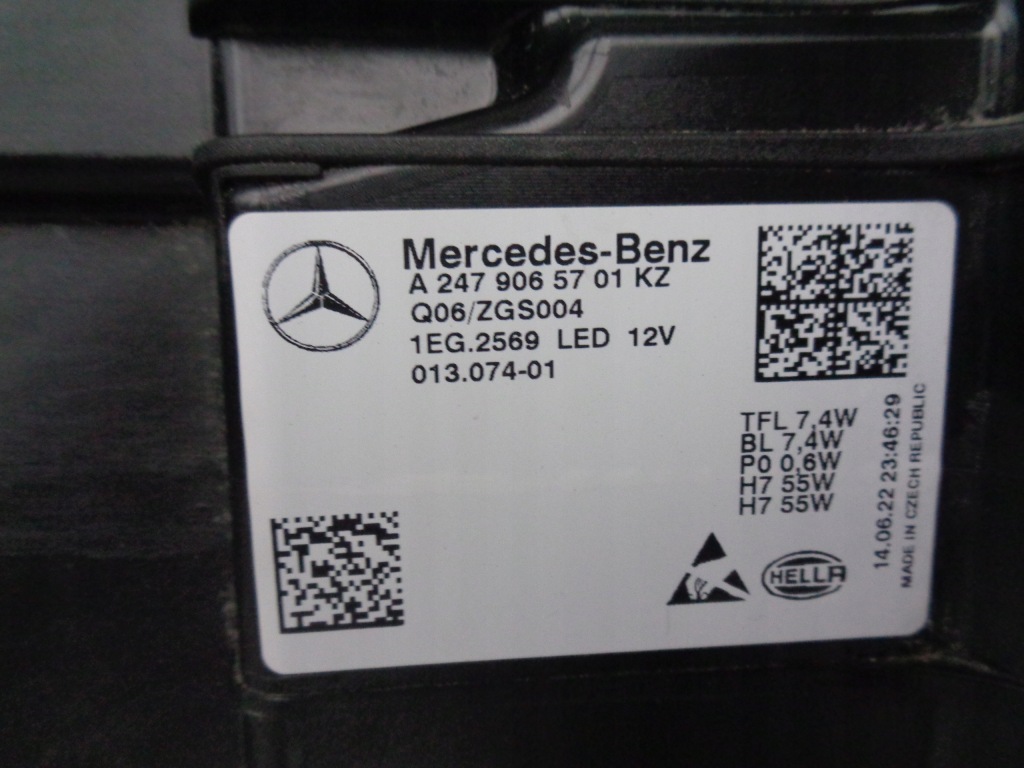 Mercedes-Benz
A 247 906 57 01 KZ
Q06/ZGS004
1EG.2569 LED 12V
013.074-01
TFL 7,4W
BL 7,4W
PO 0,6W
H7 55W
H7 55W
HELLA
14.06.22 23:46:29
MADE IN CZECH REPUBLIC